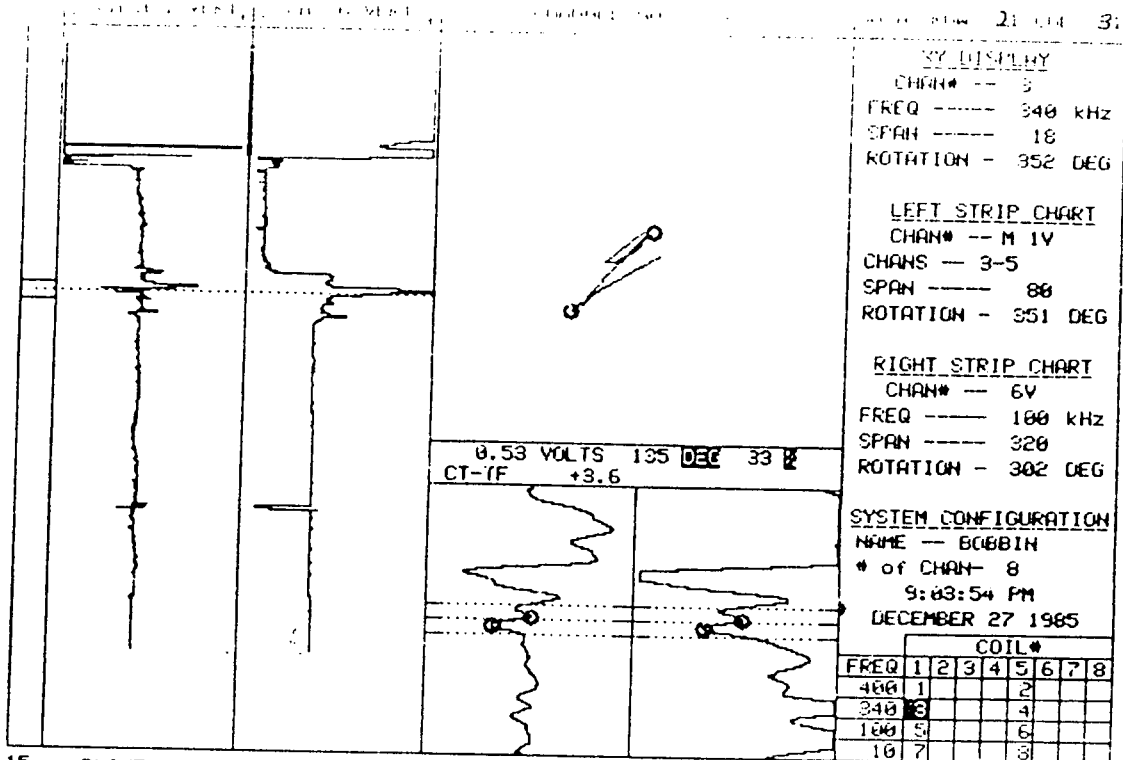 21 31
XY DISPLAY
CHAN# -- 3
FREQ ----- 340 kHz
SPAN ----- 18
ROTATION - 352 DEG
LEFT STRIP CHART
CHAN# -- M 1V
CHANS -- 3-5
SPAN ----- 80
ROTATION - 351 DEG
RIGHT STRIP CHART
CHAN# -- 6V
FREQ ----- 100 kHz
SPAN ----- 320
ROTATION - 302 DEG
0.53 VOLTS 135 DEG 33 %
+3.6
SYSTEM CONFIGURATION
NAME -- BOBBIN
# of CHAN- 8
9:03:54 PM
DECEMBER 27 1985
COIL#
FREQ 1 2 3 4 5 6 7 8
400 1 2
340 3 4
100 5 6
10 7 8